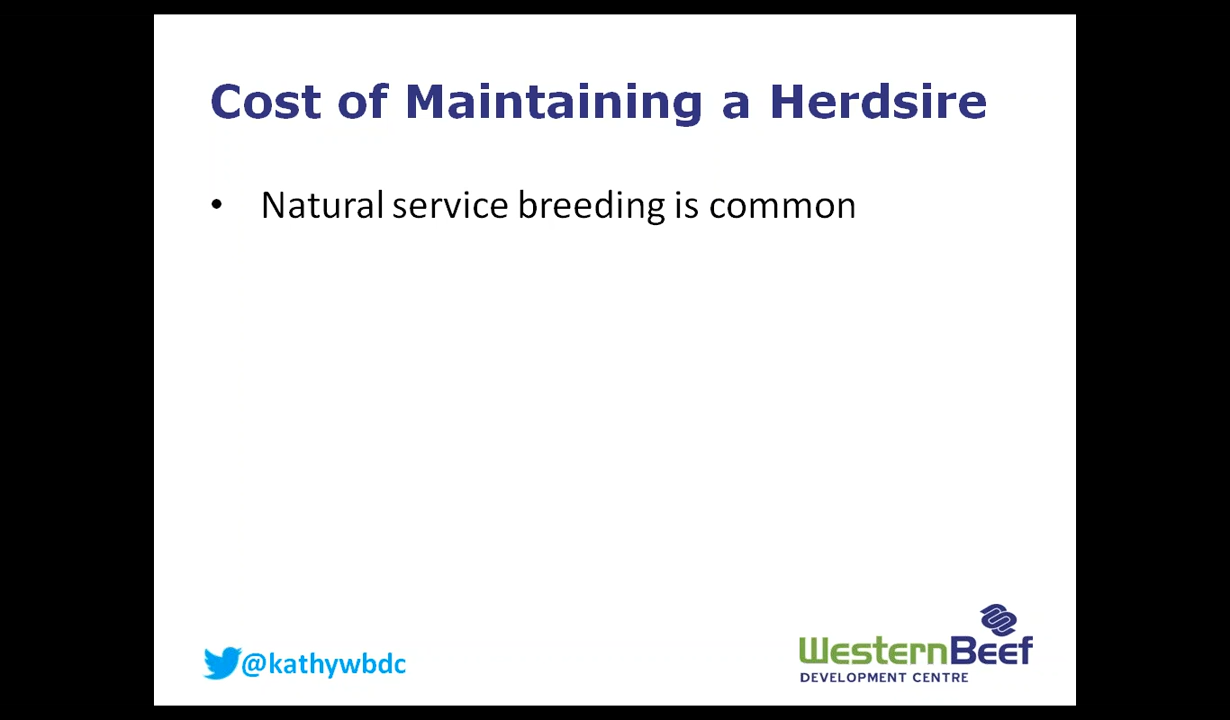 Cost of Maintaining a Herdsire
• Natural service breeding is common
@kathywbdc
WesternBeef
DEVELOPMENT CENTRE